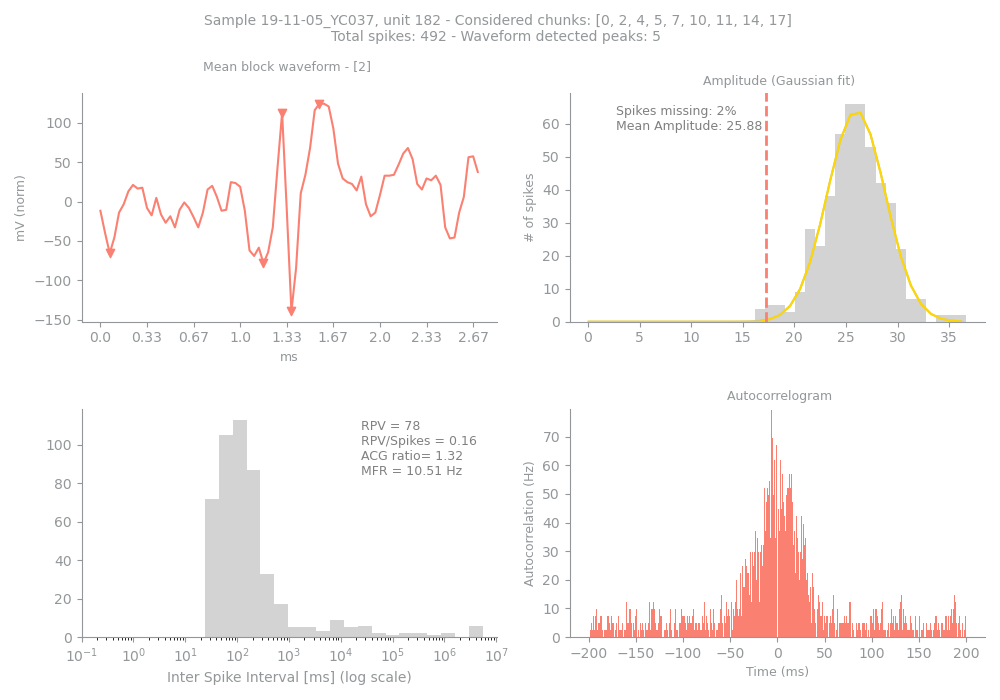 Sample 19-11-05_YC037, unit 182 - Considered chunks: [0, 2, 4, 5, 7, 10, 11, 14, 17]
Total spikes: 492 - Waveform detected peaks: 5
Mean block waveform - [2]
mV (norm)
100
50
0
−50
−100
−150
0.0 0.33 0.67 1.0 1.33 1.67 2.0 2.33 2.67
ms
Amplitude (Gaussian fit)
Spikes missing: 2%
Mean Amplitude: 25.88
# of spikes
60
50
40
30
20
10
0
0 5 10 15 20 25 30 35
RPV = 78
RPV/Spikes = 0.16
ACG ratio= 1.32
MFR = 10.51 Hz
100
80
60
40
20
0
10⁻¹ 10⁰ 10¹ 10² 10³ 10⁴ 10⁵ 10⁶ 10⁷
Inter Spike Interval [ms] (log scale)
Autocorrelogram
Autocorrelation (Hz)
70
60
50
40
30
20
10
0
−200 −150 −100 −50 0 50 100 150 200
Time (ms)